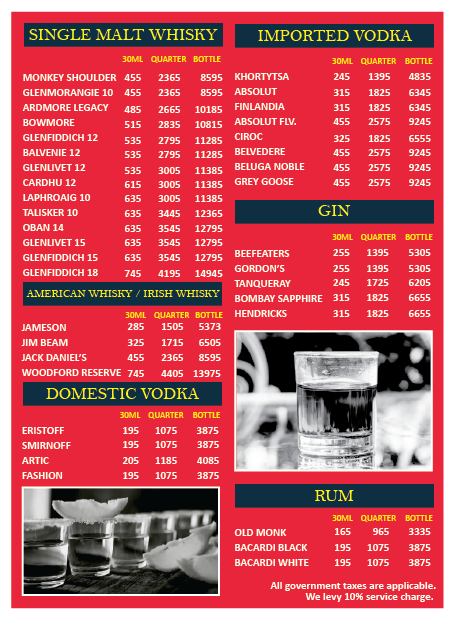 SINGLE MALT WHISKY
30ML QUARTER BOTTLE
MONKEY SHOULDER 455 2365 8595
GLENMORANGIE 10 455 2365 8595
ARDMORE LEGACY 485 2665 10185
BOWMORE 515 2835 10815
GLENFIDDICH 12 535 2795 11285
BALVENIE 12 535 2795 11285
GLENLIVET 12 535 3005 11385
CARDHU 12 615 3005 11385
LAPHROAIG 10 635 3005 11385
TALISKER 10 635 3445 12365
OBAN 14 635 3545 12795
GLENLIVET 15 635 3545 12795
GLENFIDDICH 15 635 3545 12795
GLENFIDDICH 18 745 4195 14945
AMERICAN WHISKY / IRISH WHISKY
30ML QUARTER BOTTLE
JAMESON 285 1505 5373
JIM BEAM 325 1715 6505
JACK DANIEL'S 455 2365 8595
WOODFORD RESERVE 745 4405 13975
DOMESTIC VODKA
30ML QUARTER BOTTLE
ERISTOFF 195 1075 3875
SMIRNOFF 195 1075 3875
ARTIC 205 1185 4085
FASHION 195 1075 3875
IMPORTED VODKA
30ML QUARTER BOTTLE
KHORTYTSA 245 1395 4835
ABSOLUT 315 1825 6345
FINLANDIA 315 1825 6345
ABSOLUT FLV. 455 2575 9245
CIROC 325 1825 6555
BELVEDERE 455 2575 9245
BELUGA NOBLE 455 2575 9245
GREY GOOSE 455 2575 9245
GIN
30ML QUARTER BOTTLE
BEEFEATERS 255 1395 5305
GORDON'S 255 1395 5305
TANQUERAY 245 1725 6205
BOMBAY SAPPHIRE 315 1825 6655
HENDRICKS 315 1825 6655
RUM
30ML QUARTER BOTTLE
OLD MONK 165 965 3335
BACARDI BLACK 195 1075 3875
BACARDI WHITE 195 1075 3875
All government taxes are applicable.
We levy 10% service charge.